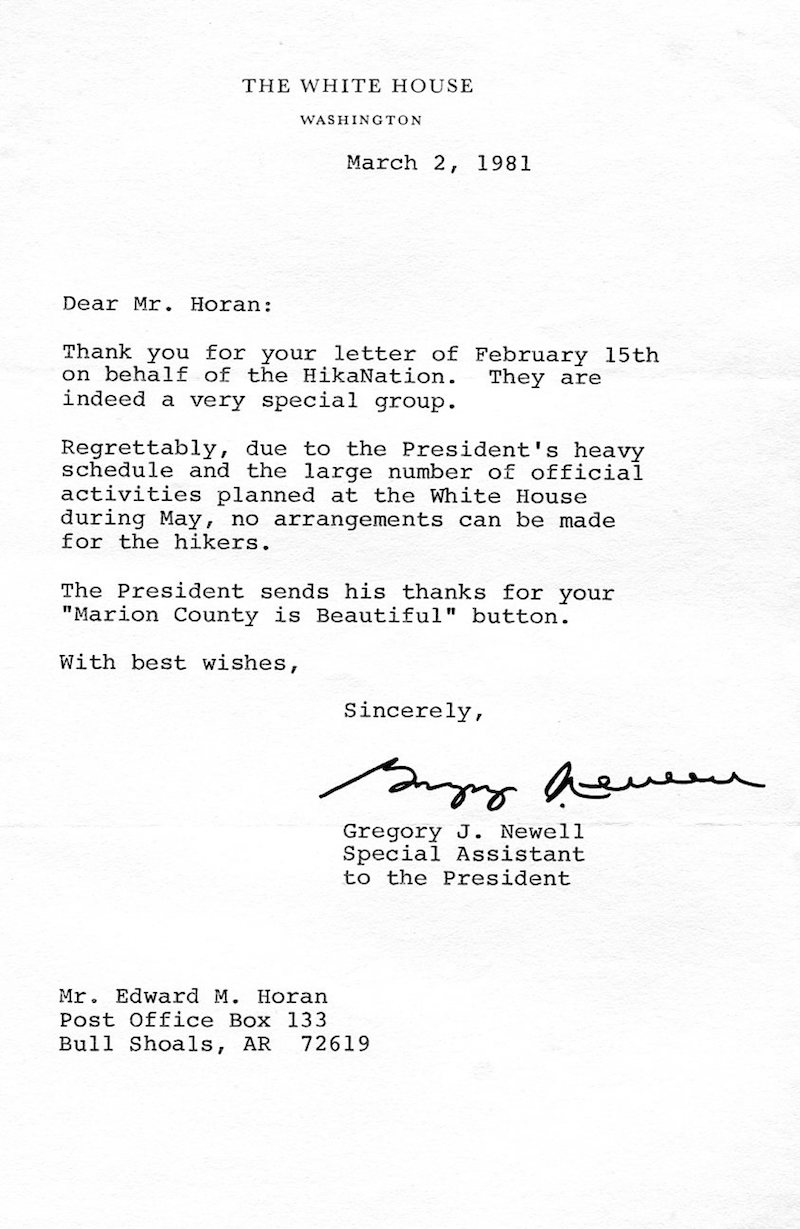 THE WHITE HOUSE
WASHINGTON
March 2, 1981
Dear Mr. Horan:
Thank you for your letter of February 15th
on behalf of the HikaNation.  They are
indeed a very special group.
Regrettably, due to the President's heavy
schedule and the large number of official
activities planned at the White House
during May, no arrangements can be made
for the hikers.
The President sends his thanks for your
"Marion County is Beautiful" button.
With best wishes,
Sincerely,
Gregory Newell
Gregory J. Newell
Special Assistant
to the President
Mr. Edward M. Horan
Post Office Box 133
Bull Shoals, AR  72619